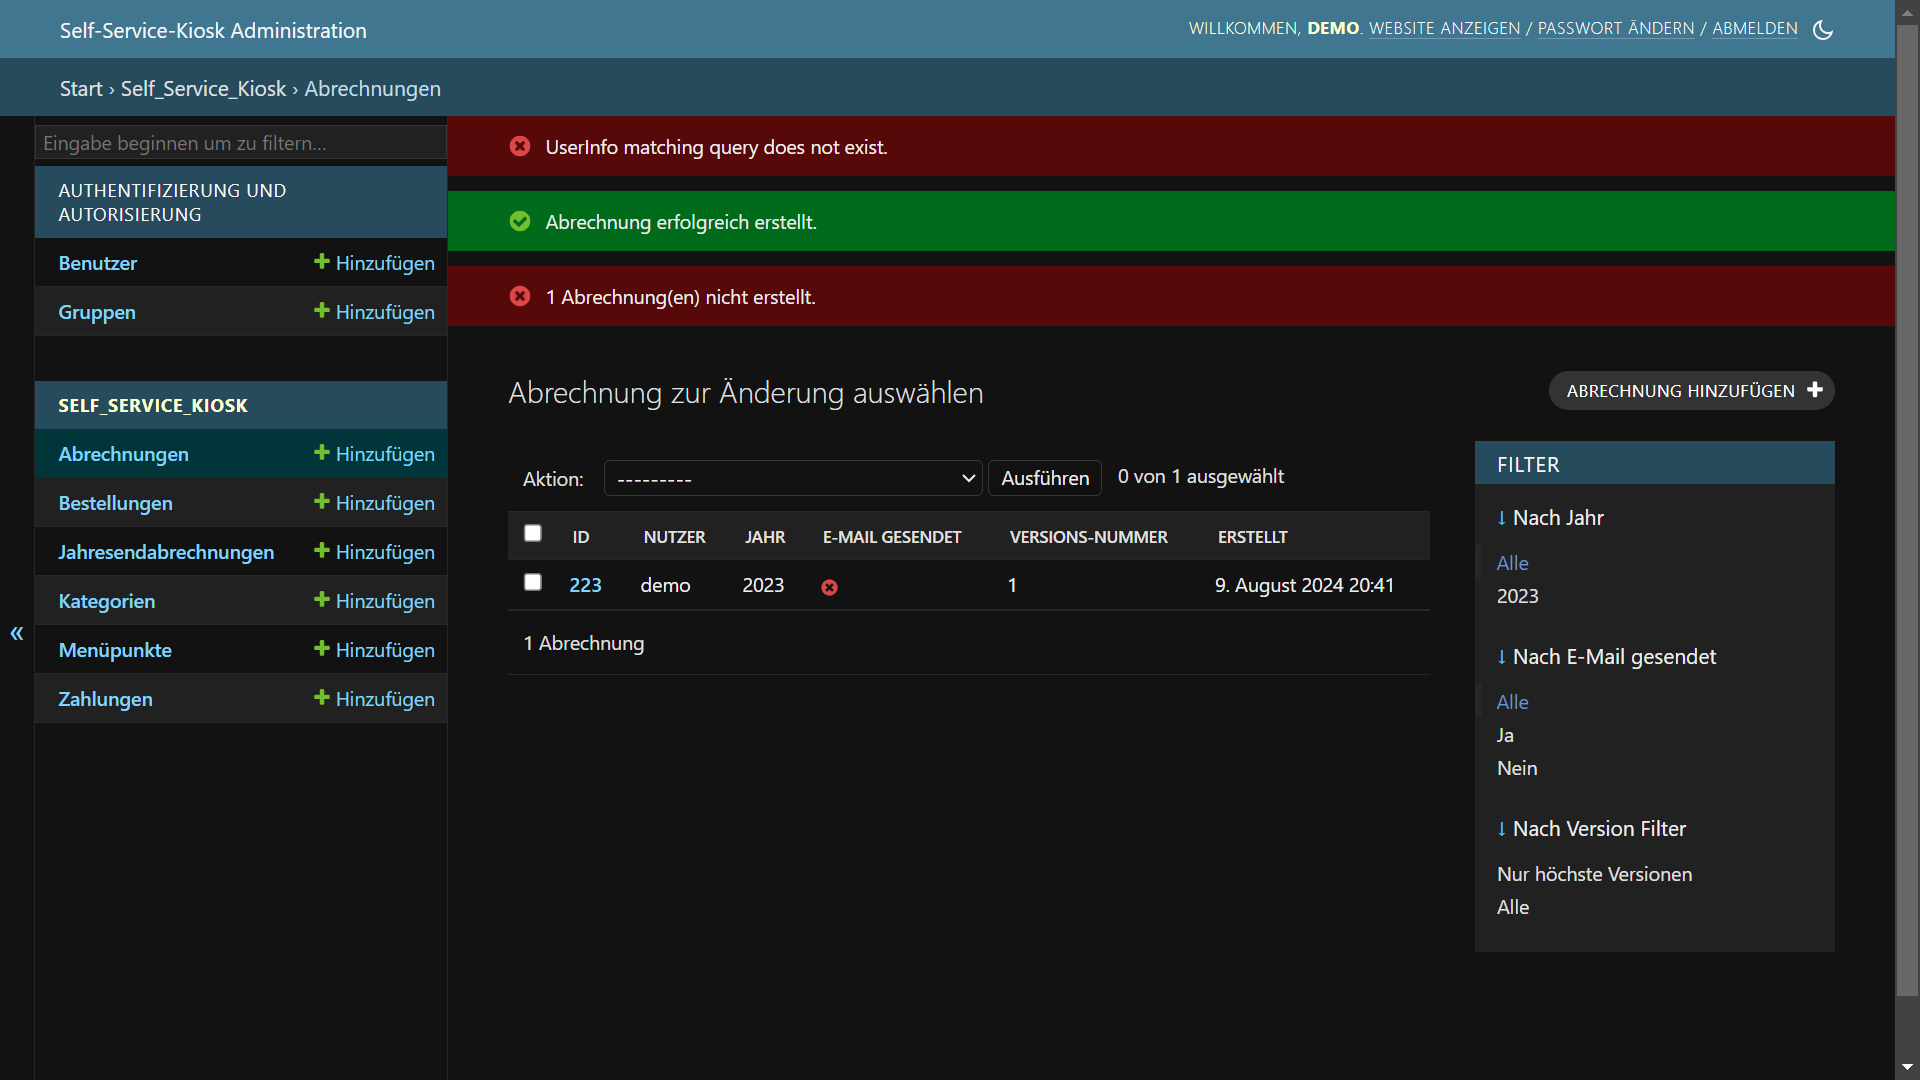 Self-Service-Kiosk Administration
WILLKOMMEN, DEMO. WEBSITE ANZEIGEN / PASSWORT ÄNDERN / ABMELDEN
Start › Self_Service_Kiosk › Abrechnungen
Eingabe beginnen um zu filtern...
AUTHENTIFIZIERUNG UND
AUTORISIERUNG
Benutzer Hinzufügen
Gruppen Hinzufügen
SELF_SERVICE_KIOSK
Abrechnungen Hinzufügen
Bestellungen Hinzufügen
Jahresendabrechnungen Hinzufügen
Kategorien Hinzufügen
Menüpunkte Hinzufügen
Zahlungen Hinzufügen
«
UserInfo matching query does not exist.
Abrechnung erfolgreich erstellt.
1 Abrechnung(en) nicht erstellt.
Abrechnung zur Änderung auswählen
ABRECHNUNG HINZUFÜGEN
Aktion: --------- Ausführen 0 von 1 ausgewählt
ID NUTZER JAHR E-MAIL GESENDET VERSIONS-NUMMER ERSTELLT
223 demo 2023 1 9. August 2024 20:41
1 Abrechnung
FILTER
↓ Nach Jahr
Alle
2023
↓ Nach E-Mail gesendet
Alle
Ja
Nein
↓ Nach Version Filter
Nur höchste Versionen
Alle